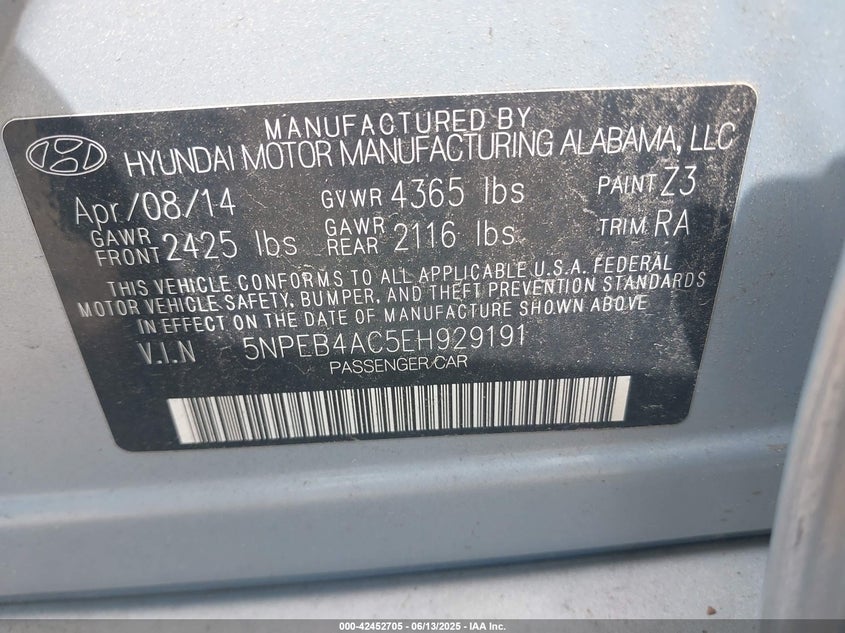 MANUFACTURED BY
HYUNDAI MOTOR MANUFACTURING ALABAMA, LLC
Apr/08/14 GVWR 4365 lbs PAINT Z3
GAWR FRONT 2425 lbs GAWR REAR 2116 lbs TRIM RA
THIS VEHICLE CONFORMS TO ALL APPLICABLE U.S.A. FEDERAL
MOTOR VEHICLE SAFETY, BUMPER, AND THEFT PREVENTION STANDARDS
IN EFFECT ON THE DATE OF MANUFACTURE SHOWN ABOVE
V.I.N 5NPEB4AC5EH929191
PASSENGER CAR
000-42452705 - 06/13/2025 - IAA Inc.